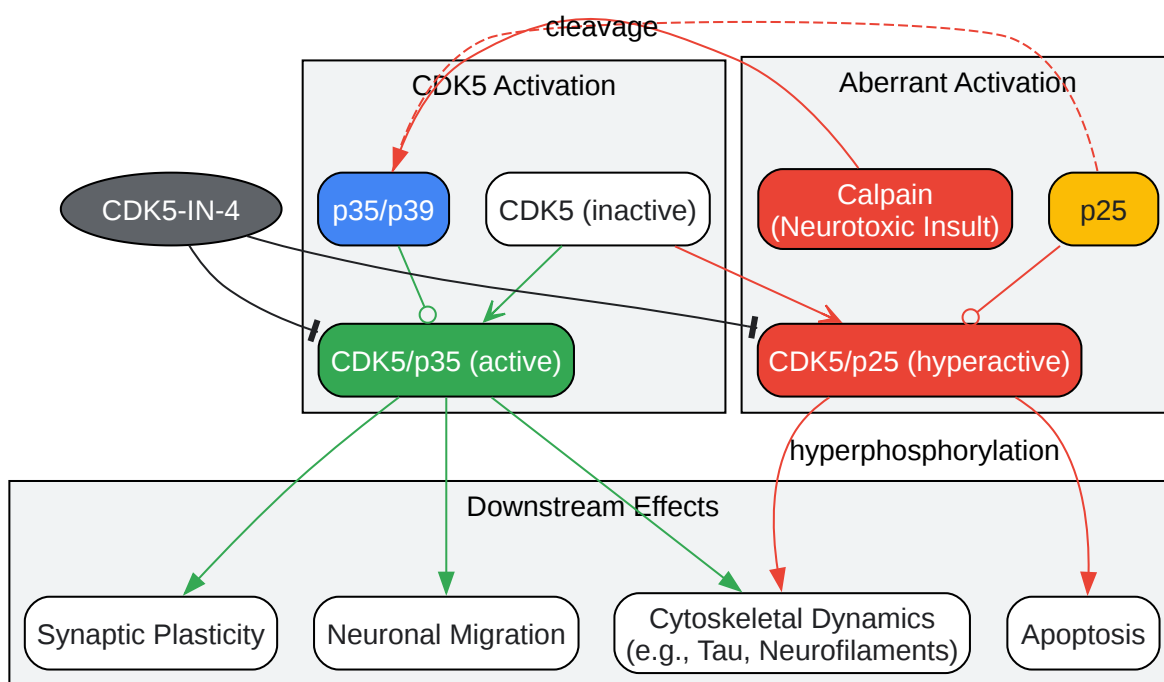 cleavage
CDK5 Activation
Aberrant Activation
CDK5-IN-4
p35/p39
CDK5 (inactive)
Calpain
(Neurotoxic Insult)
p25
CDK5/p35 (active)
CDK5/p25 (hyperactive)
hyperphosphorylation
Downstream Effects
Synaptic Plasticity
Neuronal Migration
Cytoskeletal Dynamics
(e.g., Tau, Neurofilaments)
Apoptosis